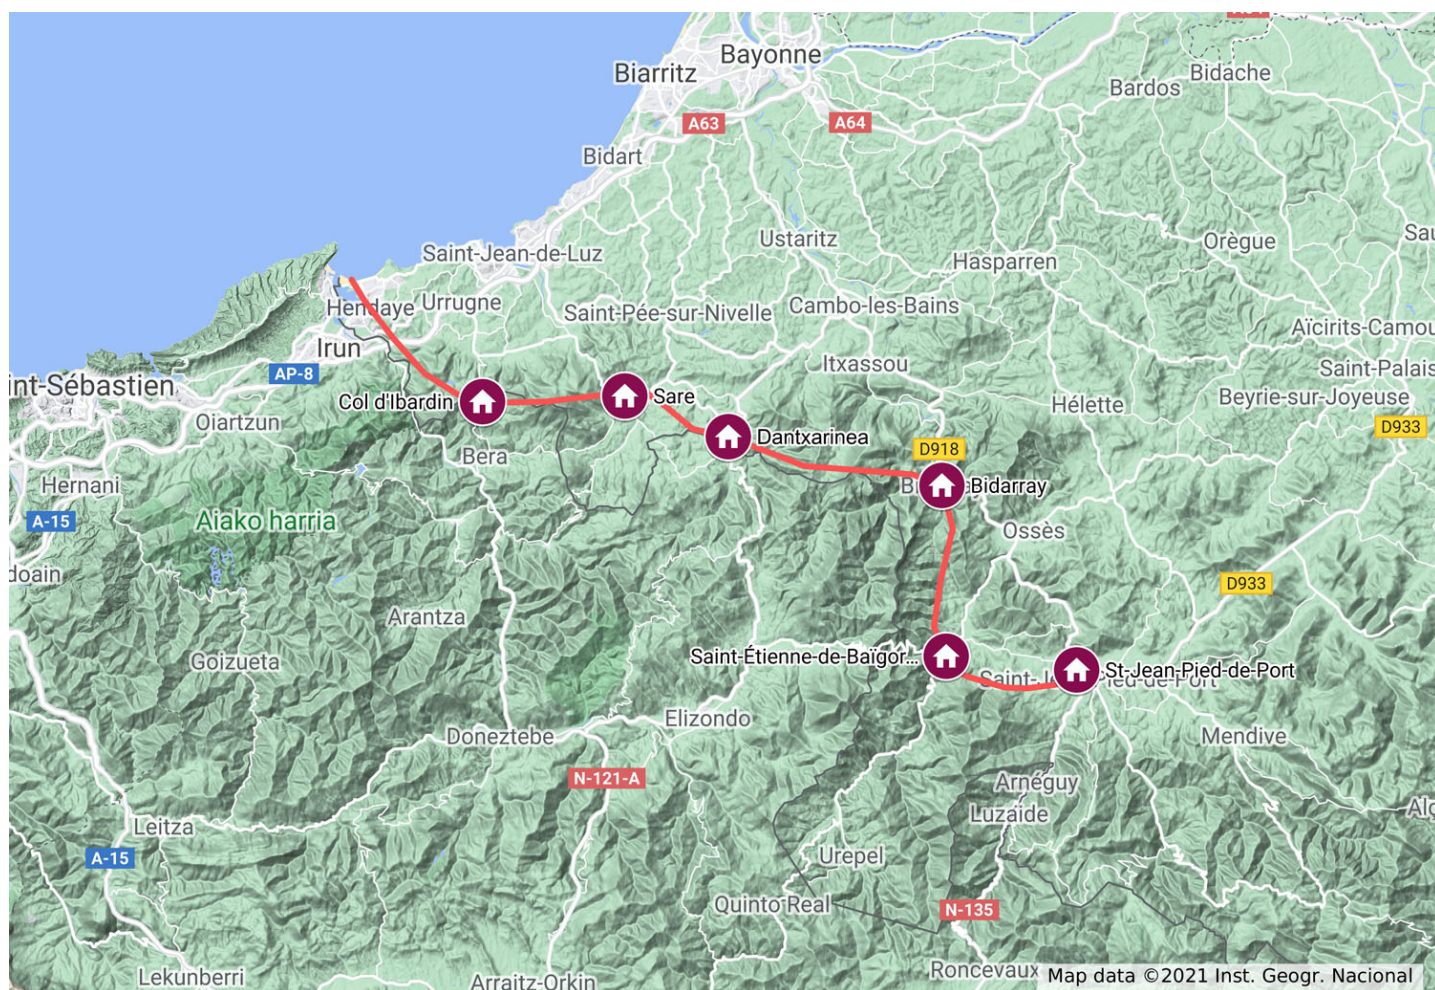 Bayonne
Biarritz
Bidache
Bardos
A63
A64
Bidart
Ustaritz
Orègue
Saint-Jean-de-Luz
Hasparren
Hendaye
Urrugne
Saint-Pée-sur-Nivelle
Cambo-les-Bains
Irun
Itxassou
AP-8
int-Sébastien
Saint-Palais
Col d'Ibardin
Sare
Hélette
Beyrie-sur-Joyeuse
Oiartzun
Dantxarinea
D933
D918
Bera
Hernani
Bidarray
A-15
Aiako harria
Ossès
doain
D933
Arantza
Goizueta
Saint-Étienne-de-Baïgor...
St-Jean-Pied-de-Port
Elizondo
Doneztebe
Mendive
N-121-A
Arnéguy
Luzaide
Leitza
A-15
Urepel
Quinto Real
N-135
Roncevaux
Lekunberri
Arraitz-Orkin
Map data ©2021 Inst. Geogr. Nacional